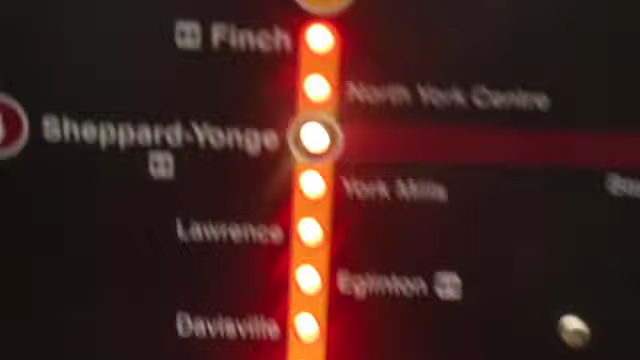 Finch
North York Centre
Sheppard-Yonge
York Mills
Lawrence
Eglinton
Davisville